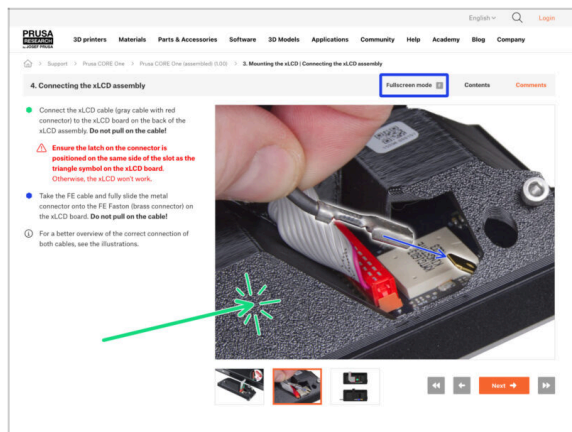 English
Login
PRUSA
RESEARCH
by JOSEF PRUSA
3D printers Materials Parts & Accessories Software 3D Models Applications Community Help Academy Blog Company
Support > Prusa CORE One > Prusa CORE One (assembled) (1.00) > 3. Mounting the xLCD | Connecting the xLCD assembly
4. Connecting the xLCD assembly
Fullscreen mode
Contents
Comments
Connect the xLCD cable (gray cable with red
connector) to the xLCD board on the back of the
xLCD assembly. Do not pull on the cable!
Ensure the latch on the connector is
positioned on the same side of the slot as the
triangle symbol on the xLCD board.
Otherwise, the xLCD won't work.
Take the FE cable and fully slide the metal
connector onto the FE Faston (brass connector) on
the xLCD board. Do not pull on the cable!
For a better overview of the correct connection of
both cables, see the illustrations.
Next